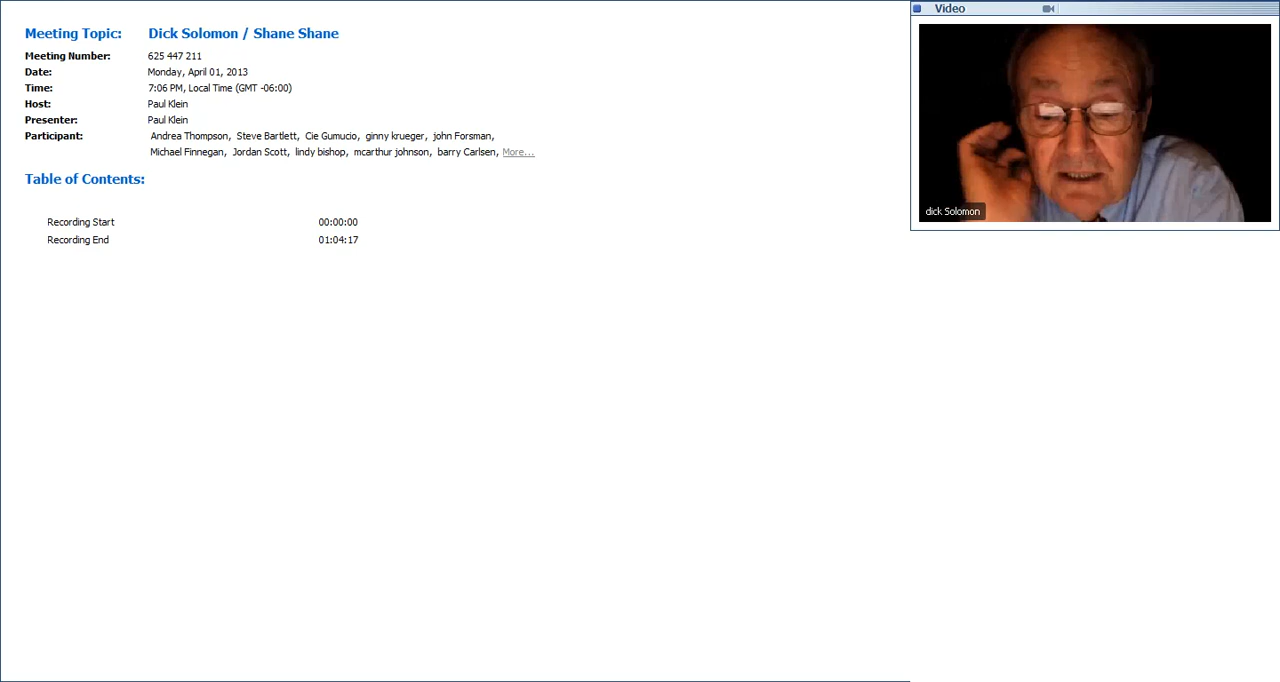 Meeting Topic: Dick Solomon / Shane Shane
Meeting Number: 625 447 211
Date: Monday, April 01, 2013
Time: 7:06 PM, Local Time (GMT -06:00)
Host: Paul Klein
Presenter: Paul Klein
Participant: Andrea Thompson, Steve Bartlett, Cie Gumucio, ginny krueger, john Forsman,
Michael Finnegan, Jordan Scott, lindy bishop, mcarthur johnson, barry Carlsen, More...
Table of Contents:
Recording Start 00:00:00
Recording End 01:04:17
Video
dick Solomon